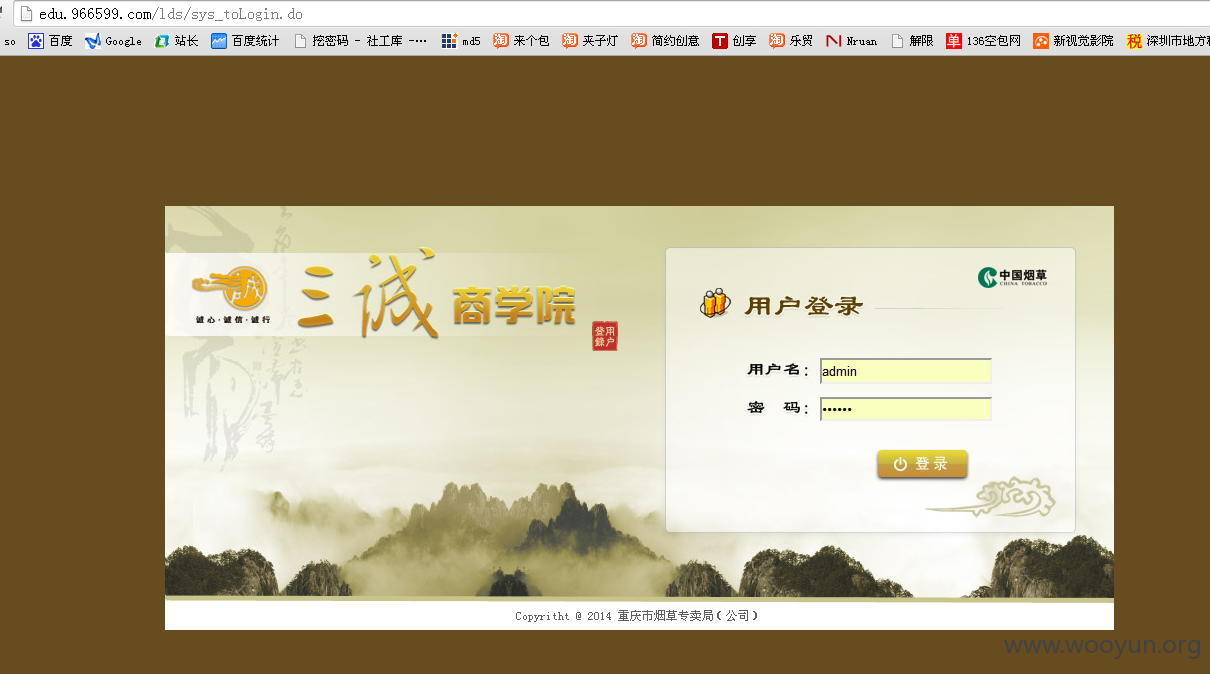 edu.966599.com/lds/sys_toLogin.do
so 百度 Google 站长 百度统计 挖密码 - 社工库 -… md5 来个包 夹子灯 简约创意 创享 乐贸 Nruan 解限 136空包网 新视觉影院 深圳市地方税
诚心·诚信·诚行
三诚商学院
登用
錄户
中国烟草
CHINA TOBACCO
用户登录
用户名: admin
密 码: ••••••
登录
Copyritht @ 2014 重庆市烟草专卖局(公司)
www.wooyun.org